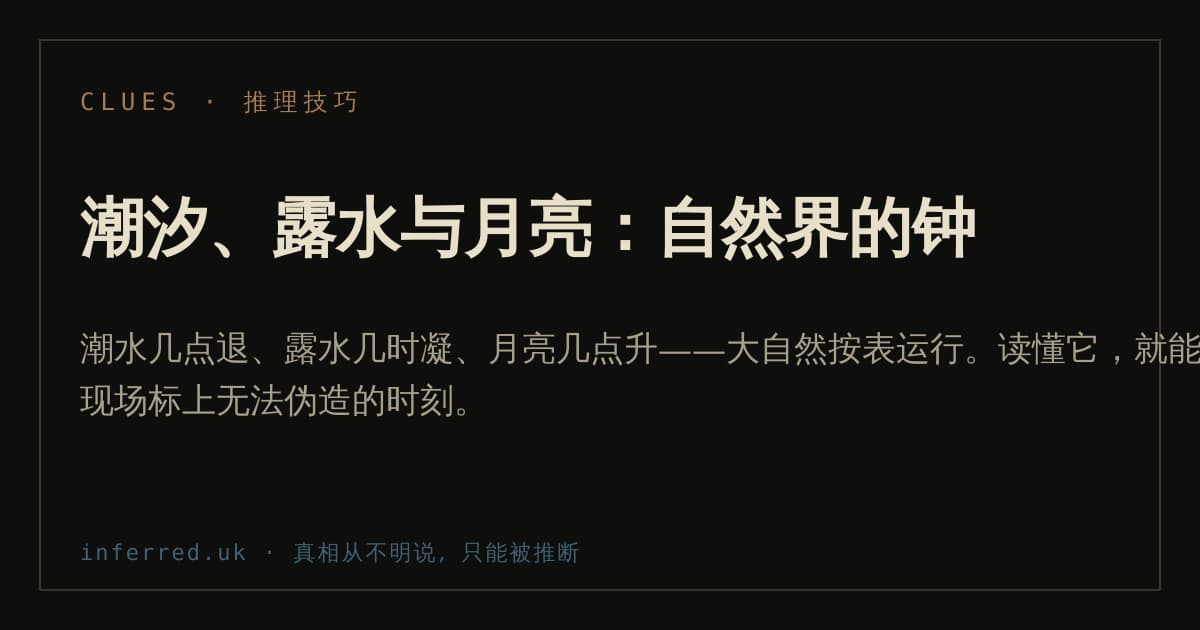 CLUES · 推理技巧
潮汐、露水与月亮：自然界的钟
潮水几点退、露水几时凝、月亮几点升——大自然按表运行。读懂它，就能
现场标上无法伪造的时刻。
inferred.uk · 真相从不明说，只能被推断